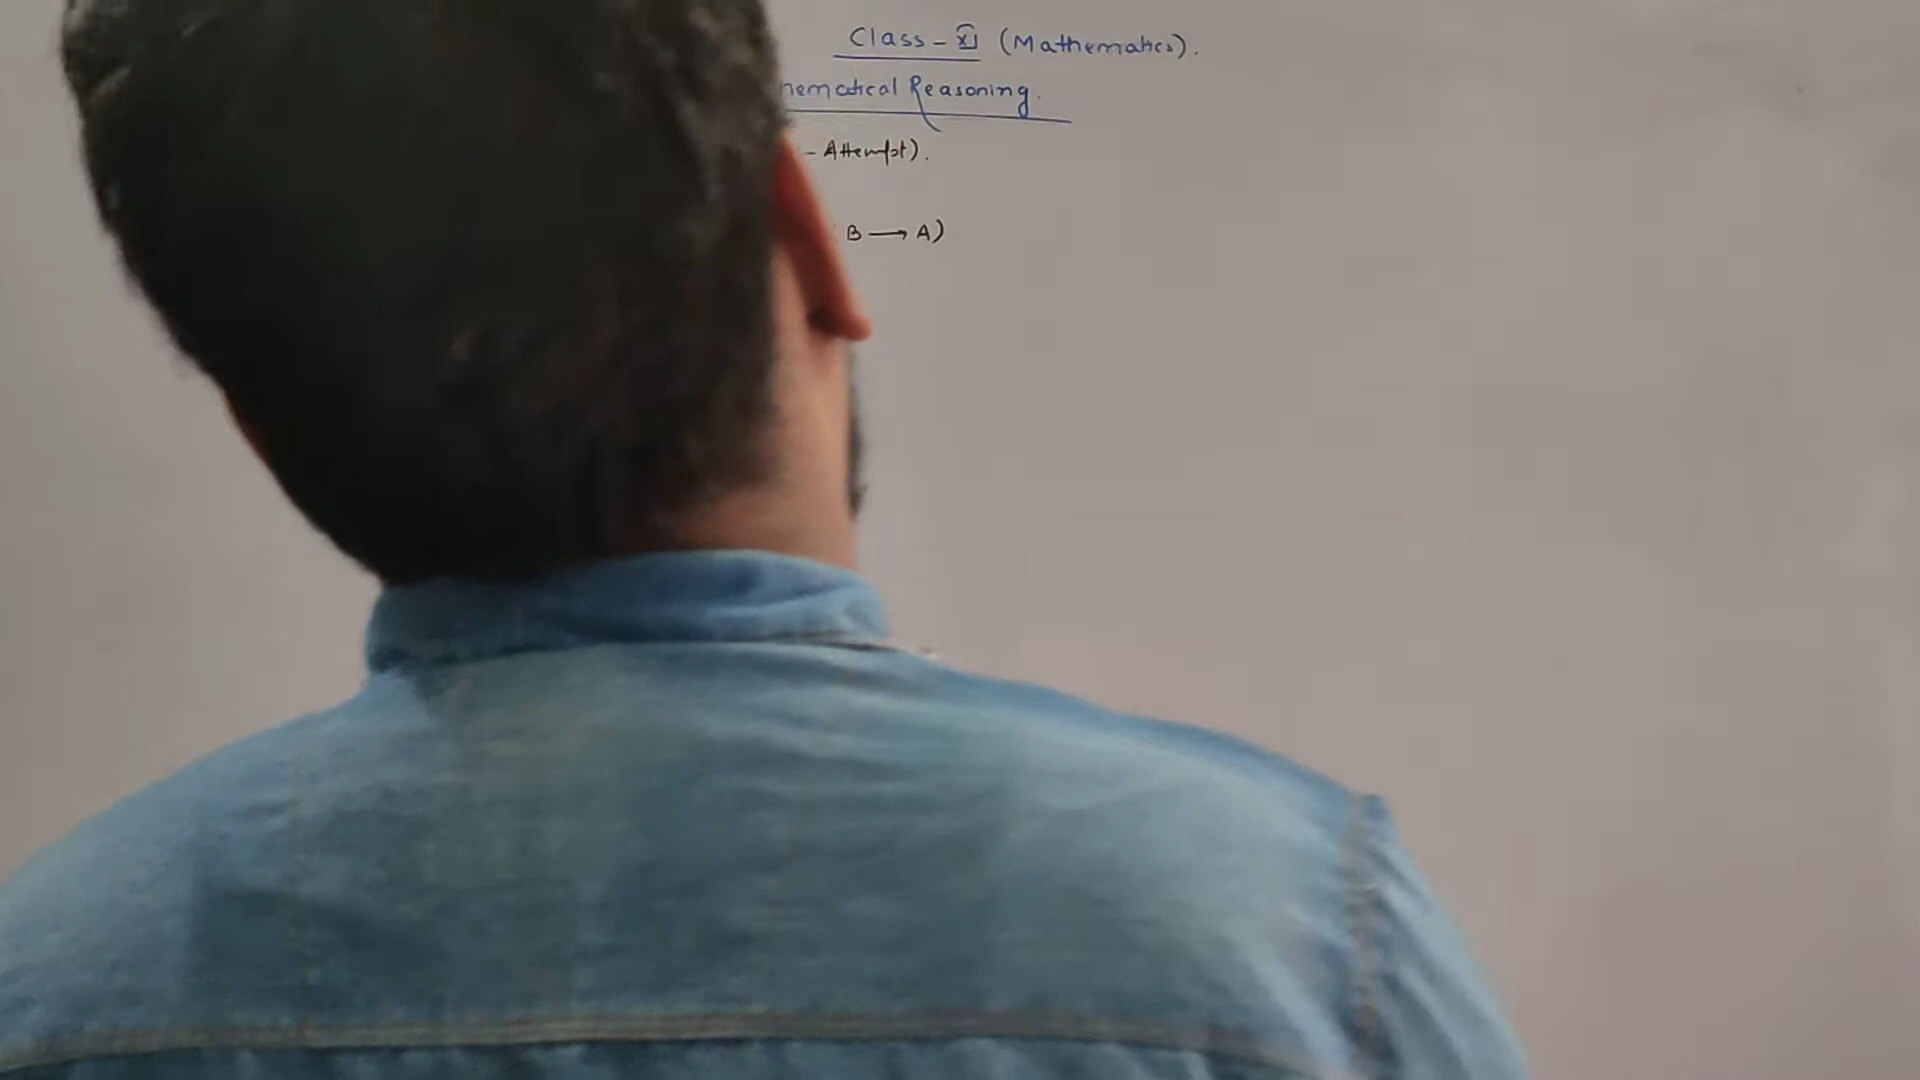 Class - XI (Mathematics).
hematical Reasoning.
- Attempt).
B → A)